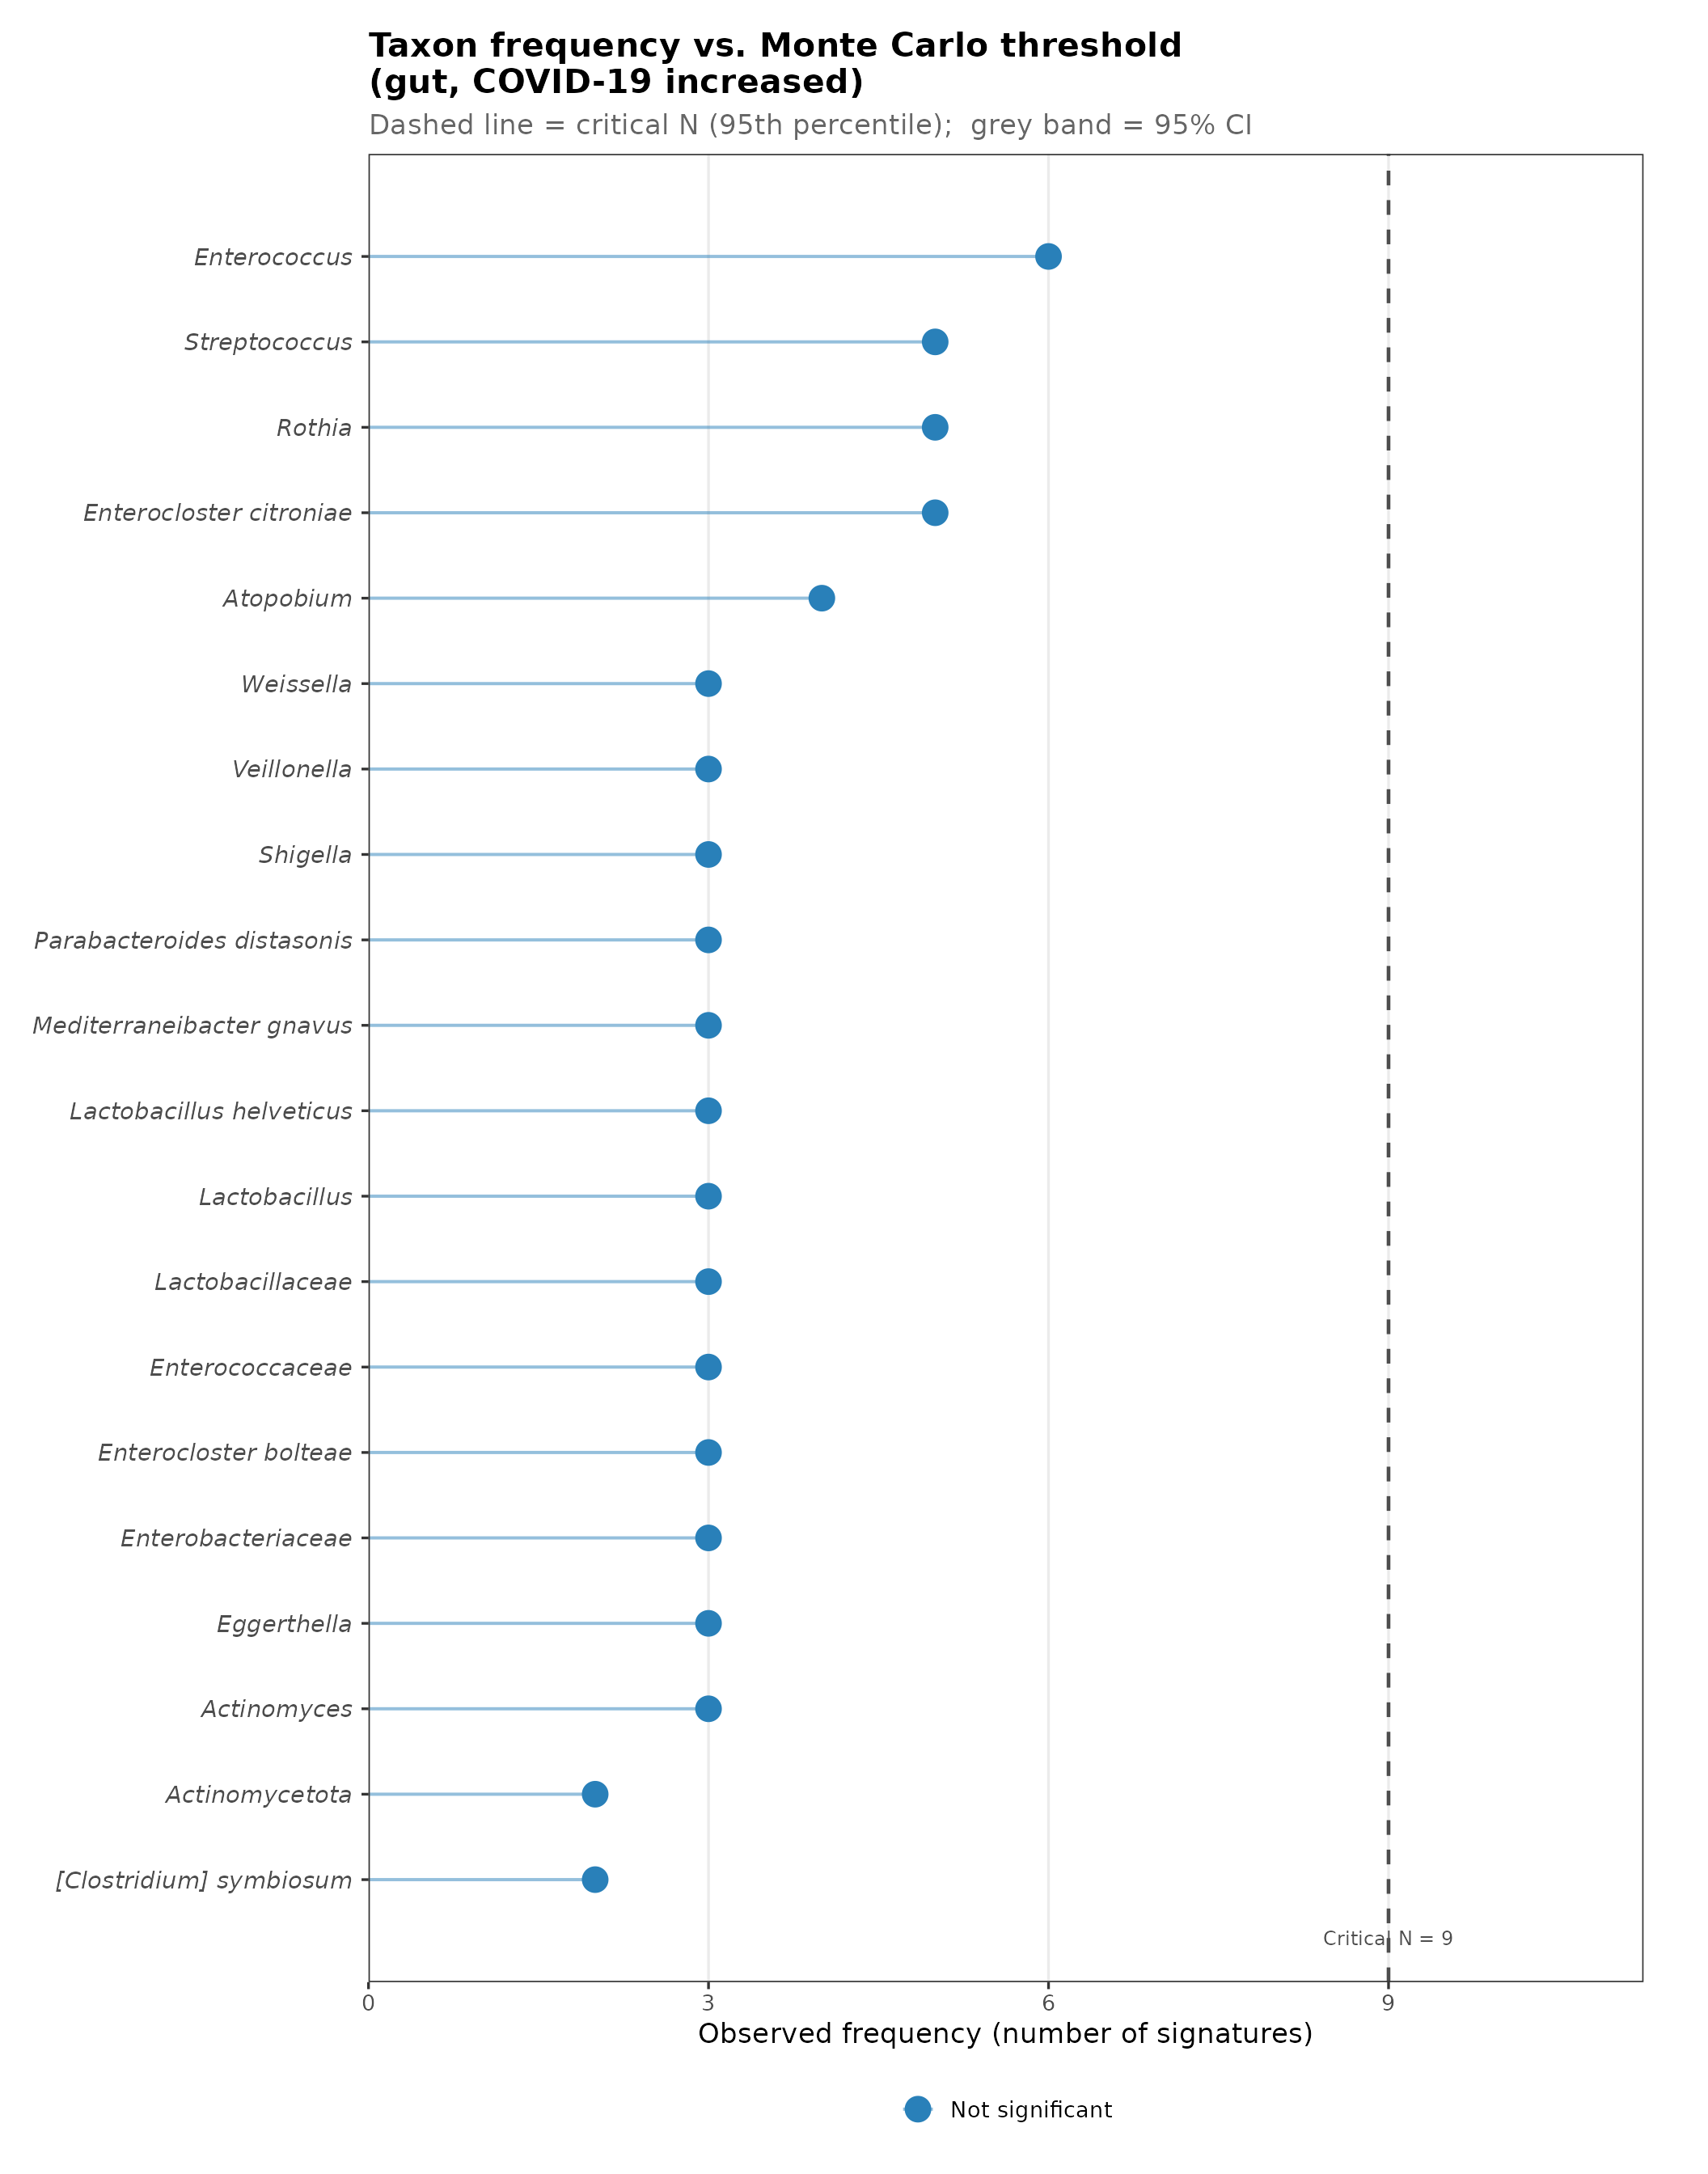 Taxon frequency vs. Monte Carlo threshold
(gut, COVID-19 increased)
Dashed line = critical N (95th percentile);  grey band = 95% CI
Enterococcus
Streptococcus
Rothia
Enterocloster citroniae
Atopobium
Weissella
Veillonella
Shigella
Parabacteroides distasonis
Mediterraneibacter gnavus
Lactobacillus helveticus
Lactobacillus
Lactobacillaceae
Enterococcaceae
Enterocloster bolteae
Enterobacteriaceae
Eggerthella
Actinomyces
Actinomycetota
[Clostridium] symbiosum
Critical N = 9
0 3 6 9
Observed frequency (number of signatures)
Not significant